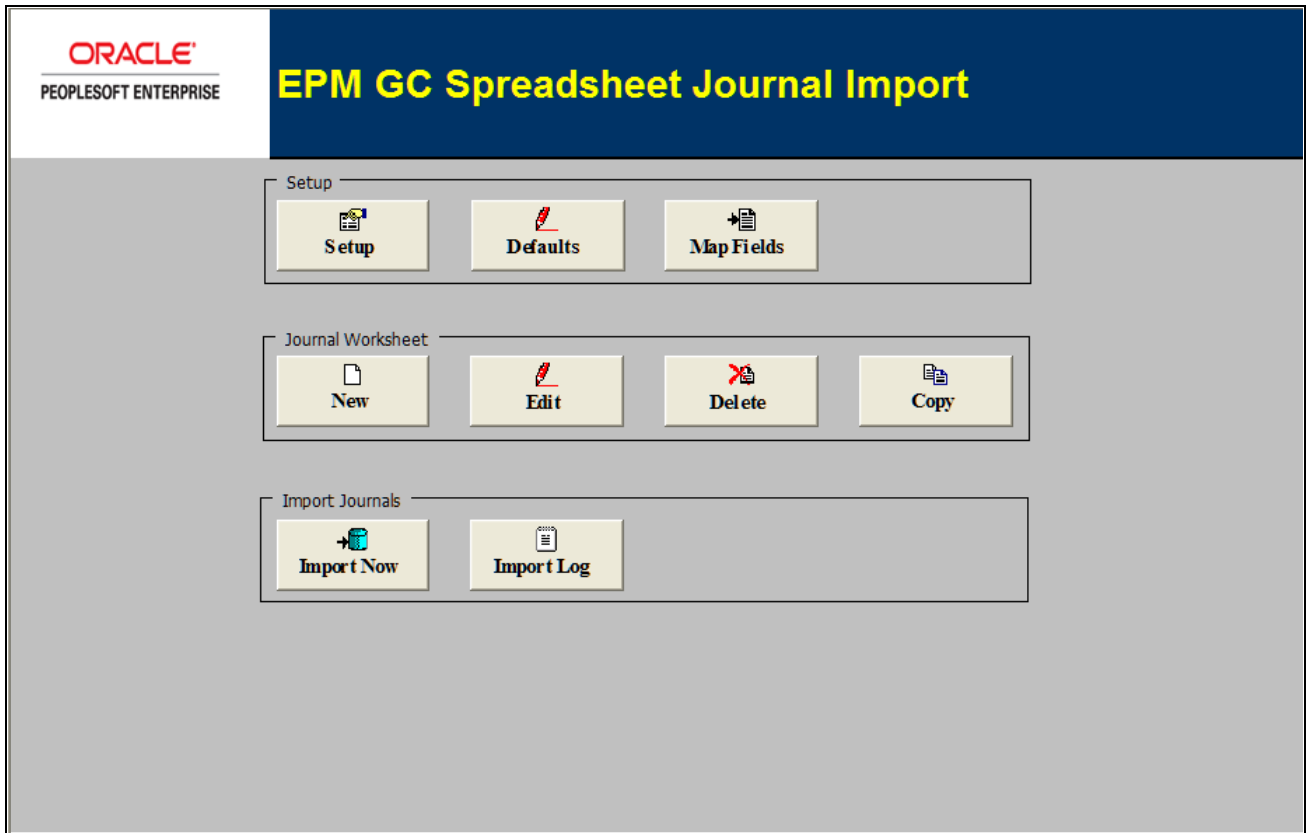 ORACLE
PEOPLESOFT ENTERPRISE
EPM GC Spreadsheet Journal Import
Setup
Setup
Defaults
Map Fields
Journal Worksheet
New
Edit
Delete
Copy
Import Journals
Import Now
Import Log